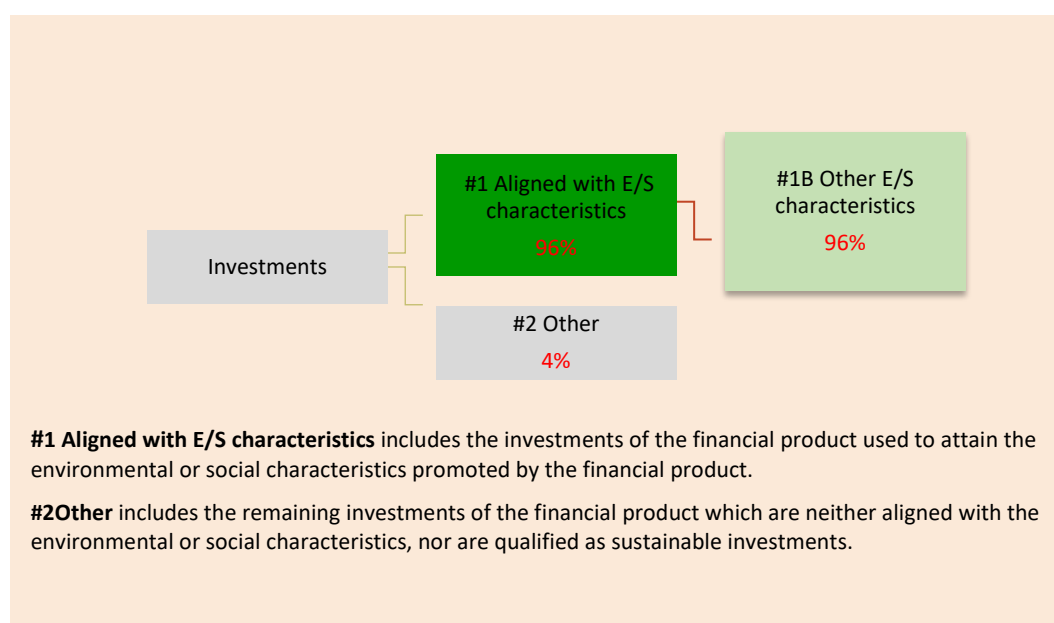 #1 Aligned with E/S
characteristics
96%
#1B Other E/S
characteristics
96%
Investments
#2 Other
4%
#1 Aligned with E/S characteristics includes the investments of the financial product used to attain the
environmental or social characteristics promoted by the financial product.
#2Other includes the remaining investments of the financial product which are neither aligned with the
environmental or social characteristics, nor are qualified as sustainable investments.